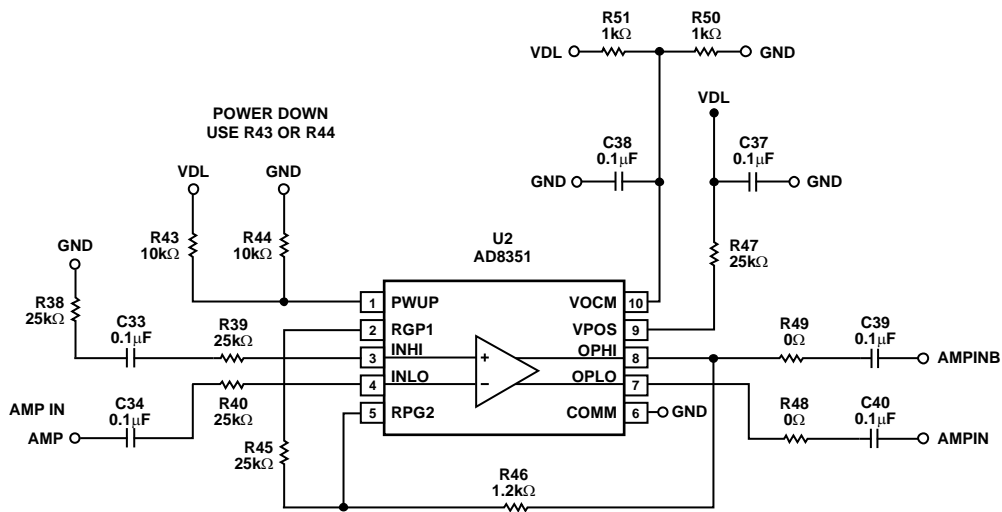 R51
1kΩ
R50
1kΩ
VDL
GND
POWER DOWN
USE R43 OR R44
VDL
C38
0.1μF
C37
0.1μF
VDL
GND
GND
GND
U2
AD8351
GND
R43
10kΩ
R44
10kΩ
R47
25kΩ
R38
25kΩ
C33
0.1μF
R39
25kΩ
1 PWUP
VOCM 10
2 RGP1
VPOS 9
3 INHI
+
OPHI 8
4 INLO
–
OPLO 7
5 RPG2
COMM 6
GND
R49
0Ω
C39
0.1μF
AMPINB
AMP IN
AMP
C34
0.1μF
R40
25kΩ
R48
0Ω
C40
0.1μF
AMPIN
R45
25kΩ
R46
1.2kΩ